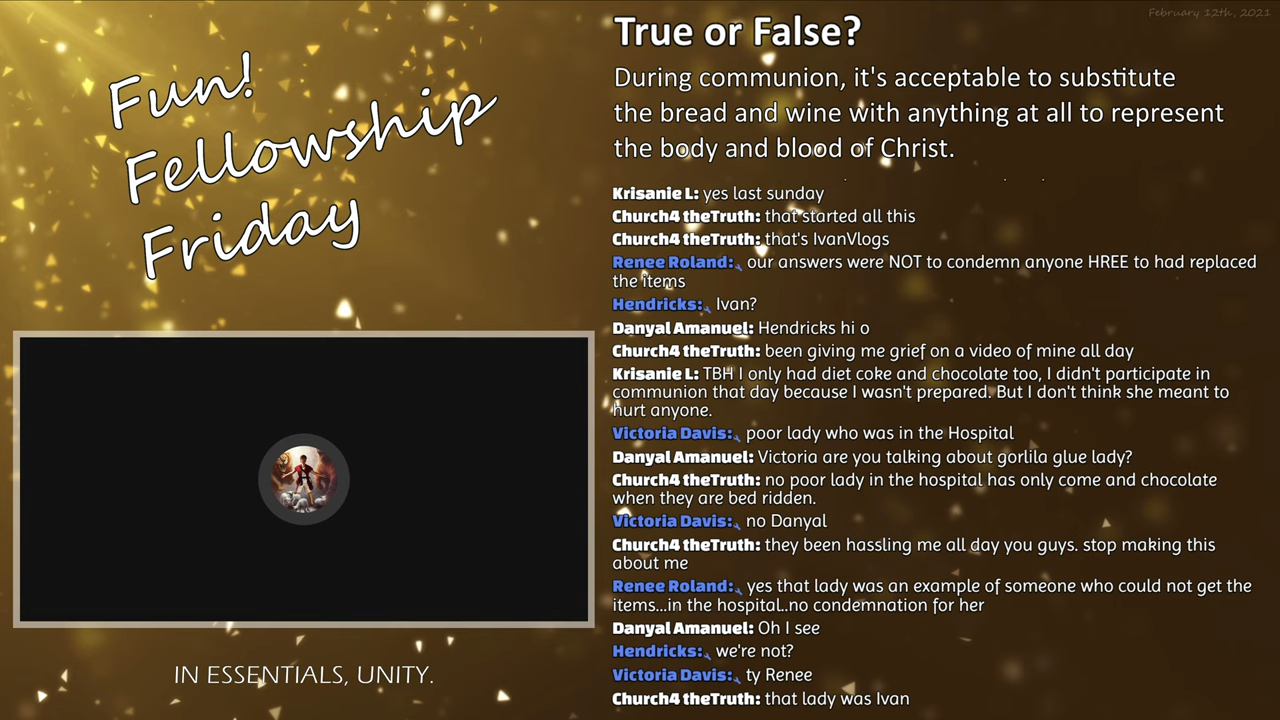 February 12th, 2021
Fun!
Fellowship
Friday
True or False?
During communion, it's acceptable to substitute
the bread and wine with anything at all to represent
the body and blood of Christ.
Krisanie L: yes last sunday
Church4 theTruth: that started all this
Church4 theTruth: that's IvanVlogs
Renee Roland: our answers were NOT to condemn anyone HREE to had replaced
the items
Hendricks: Ivan?
Danyal Amanuel: Hendricks hi o
Church4 theTruth: been giving me grief on a video of mine all day
Krisanie L: TBH I only had diet coke and chocolate too, I didn't participate in
communion that day because I wasn't prepared. But I don't think she meant to
hurt anyone.
Victoria Davis: poor lady who was in the Hospital
Danyal Amanuel: Victoria are you talking about gorlila glue lady?
Church4 theTruth: no poor lady in the hospital has only come and chocolate
when they are bed ridden.
Victoria Davis: no Danyal
Church4 theTruth: they been hassling me all day you guys. stop making this
about me
Renee Roland: yes that lady was an example of someone who could not get the
items...in the hospital..no condemnation for her
Danyal Amanuel: Oh I see
Hendricks: we're not?
Victoria Davis: ty Renee
Church4 theTruth: that lady was Ivan
IN ESSENTIALS, UNITY.